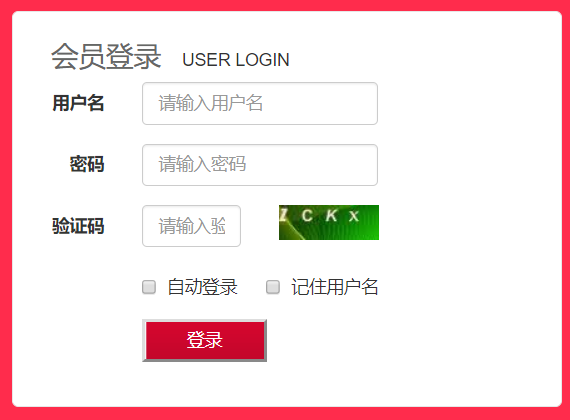 会员登录 USER LOGIN
用户名 请输入用户名
密码 请输入密码
验证码 请输入验 ZCKX
自动登录 记住用户名
登录